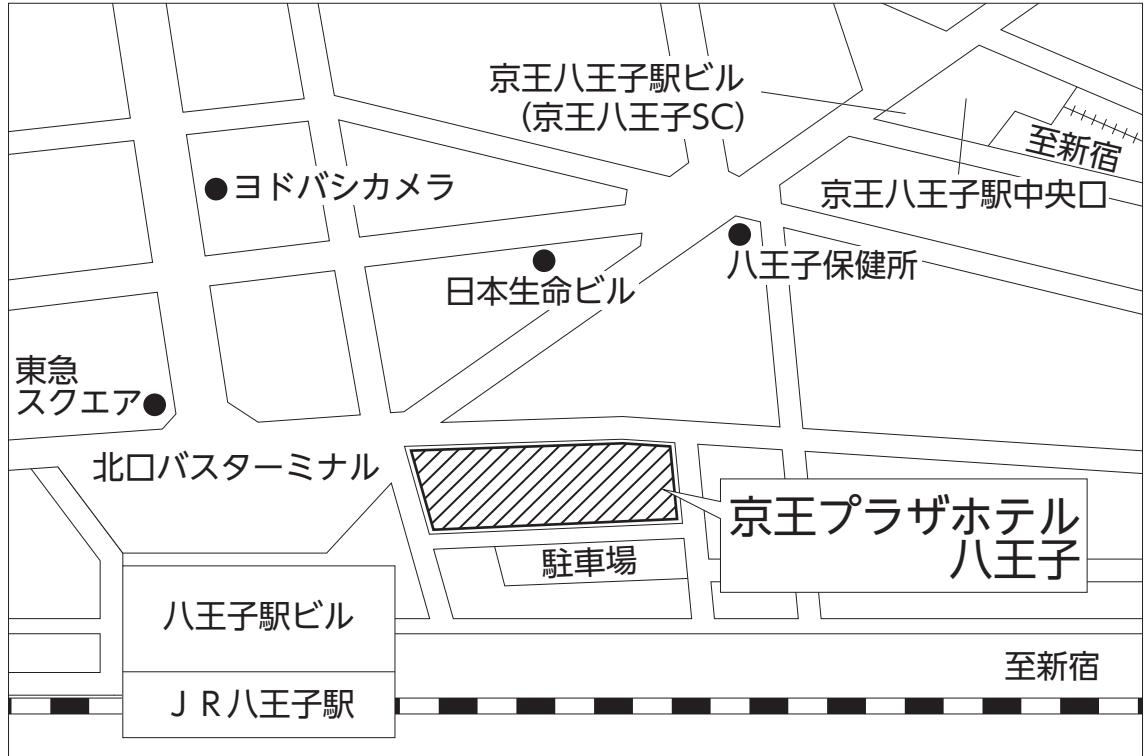 京王八王子駅ビル
(京王八王子SC)
至新宿
京王八王子駅中央口
ヨドバシカメラ
八王子保健所
日本生命ビル
東急
スクエア
北口バスターミナル
京王プラザホテル
八王子
駐車場
八王子駅ビル
至新宿
ＪＲ八王子駅